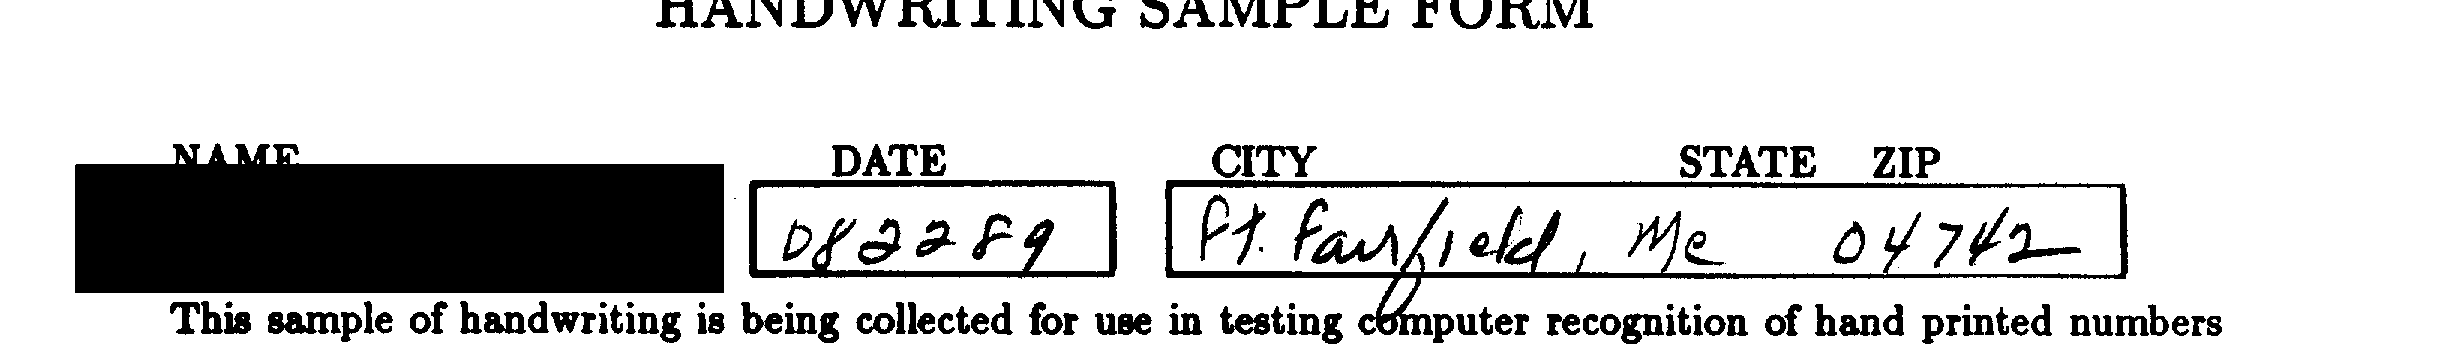 HANDWRITING SAMPLE FORM
NAME DATE CITY STATE ZIP
082289 Ft. Fairfield, Me 04742
This sample of handwriting is being collected for use in testing computer recognition of hand printed numbers